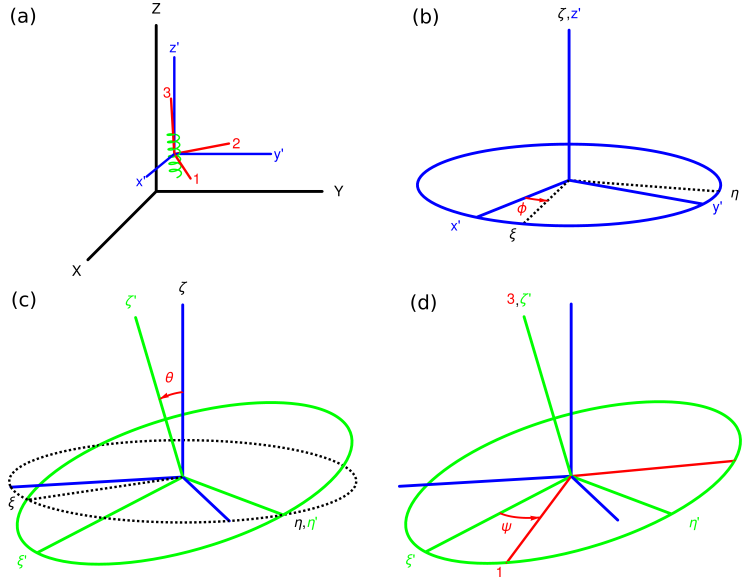 (a)
Z
z'
3
2
y'
x'
1
Y
X
(b)
ζ,z'
ϕ
η
y'
x'
ξ
(c)
ζ'
ζ
θ
ξ
η,η'
ξ'
(d)
3,ζ'
ψ
η'
ξ'
1